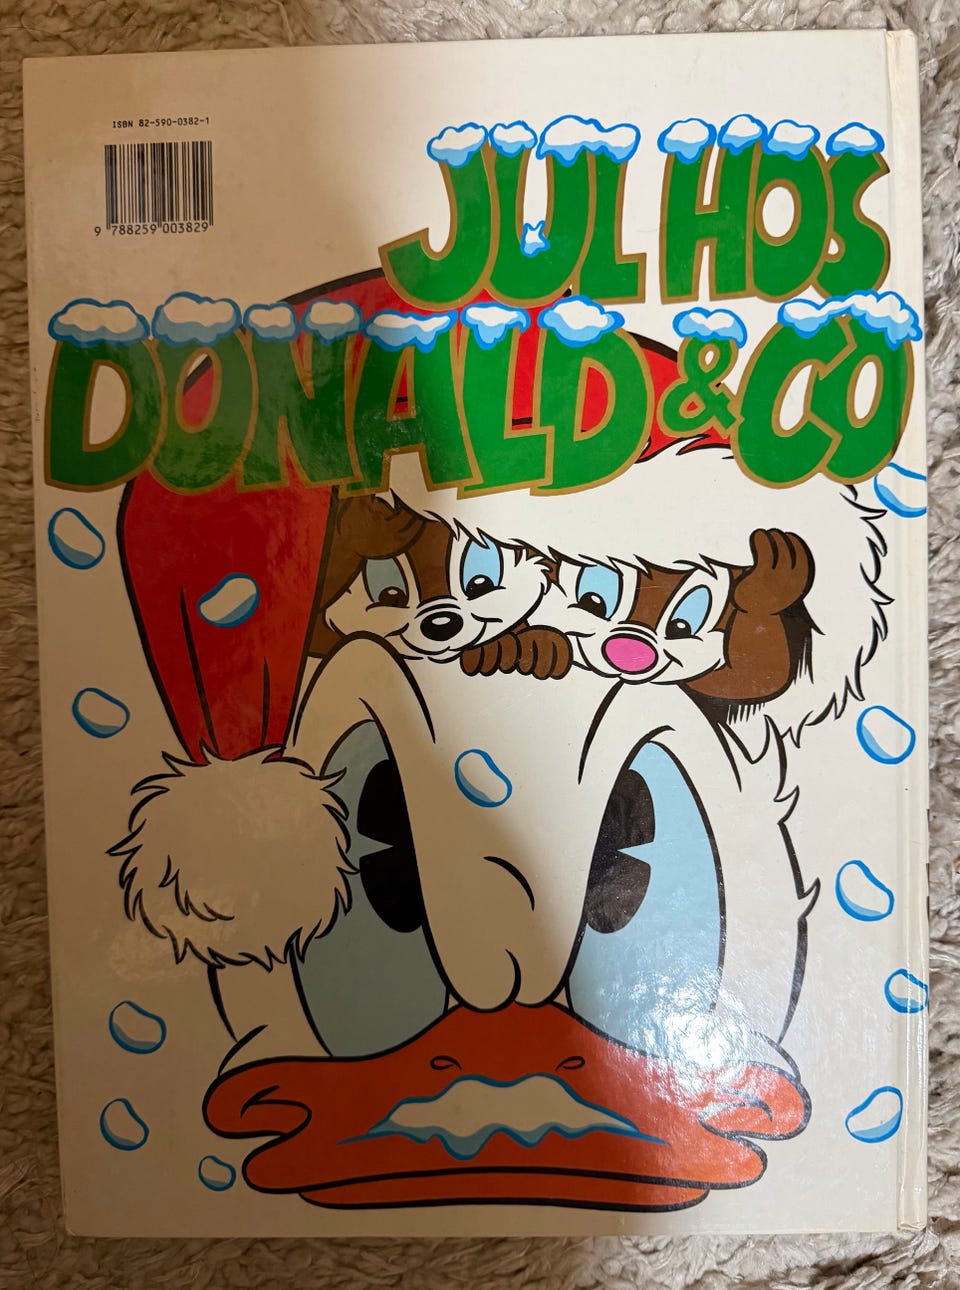 ISBN 82-590-0382-1
9 788259 003829
JUL HOS
DONALD & CO